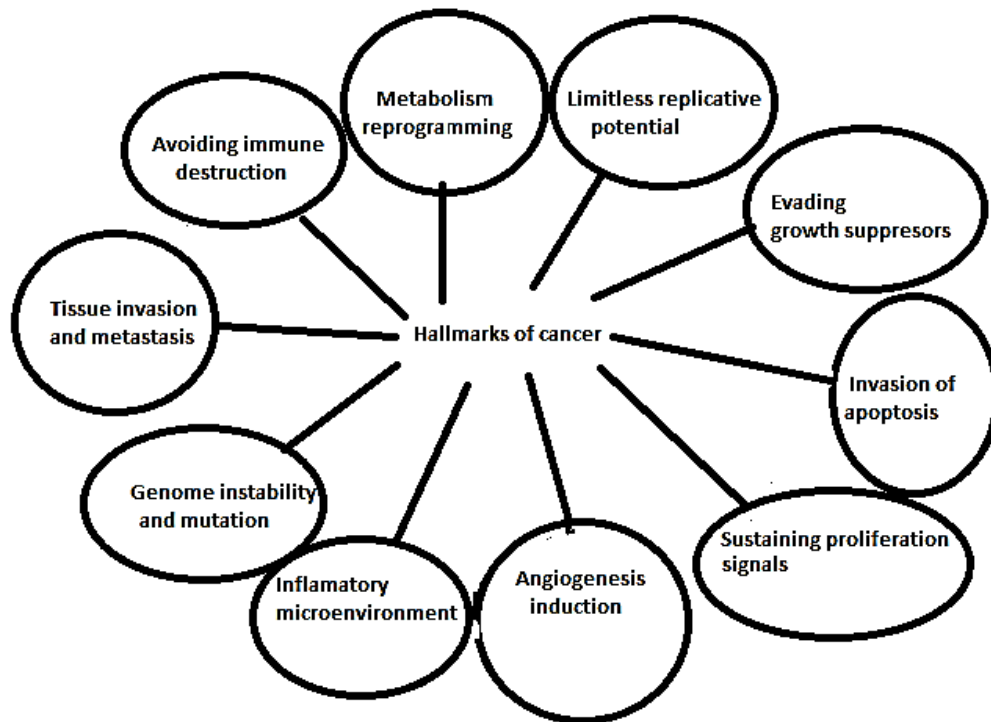 Metabolism
reprogramming
Limitless replicative
potential
Avoiding immune
destruction
Evading
growth suppresors
Tissue invasion
and metastasis
Hallmarks of cancer
Invasion of
apoptosis
Genome instability
and mutation
Sustaining proliferation
signals
Inflamatory
microenvironment
Angiogenesis
induction